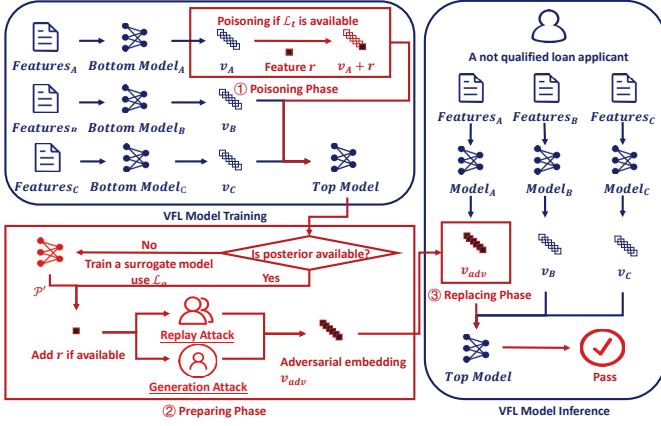 Poisoning if ℒₜ is available
Features_A
Bottom Model_A
v_A
Feature r
v_A + r
① Poisoning Phase
Features_B
Bottom Model_B
v_B
Features_C
Bottom Model_C
v_C
Top Model
VFL Model Training
No
Is posterior available?
Train a surrogate model
use ℒₐ
Yes
𝒫'
Add r if available
Replay Attack
Generation Attack
Adversarial embedding
v_adv
② Preparing Phase
A not qualified loan applicant
Features_A
Features_B
Features_C
Model_A
Model_B
Model_C
v_adv
v_B
v_C
③ Replacing Phase
Top Model
Pass
VFL Model Inference